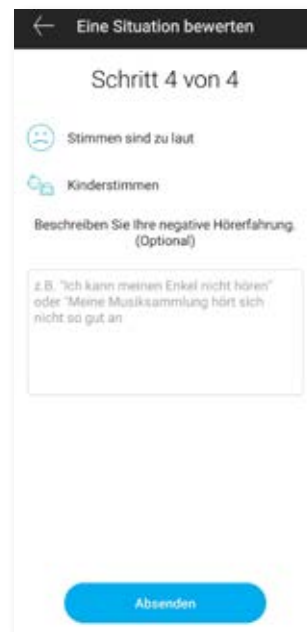 Eine Situation bewerten
Schritt 4 von 4
Stimmen sind zu laut
Kinderstimmen
Beschreiben Sie Ihre negative Hörerfahrung.
(Optional)
z.B. "Ich kann meinen Enkel nicht hören"
oder "Meine Musiksammlung hört sich
nicht so gut an
Absenden